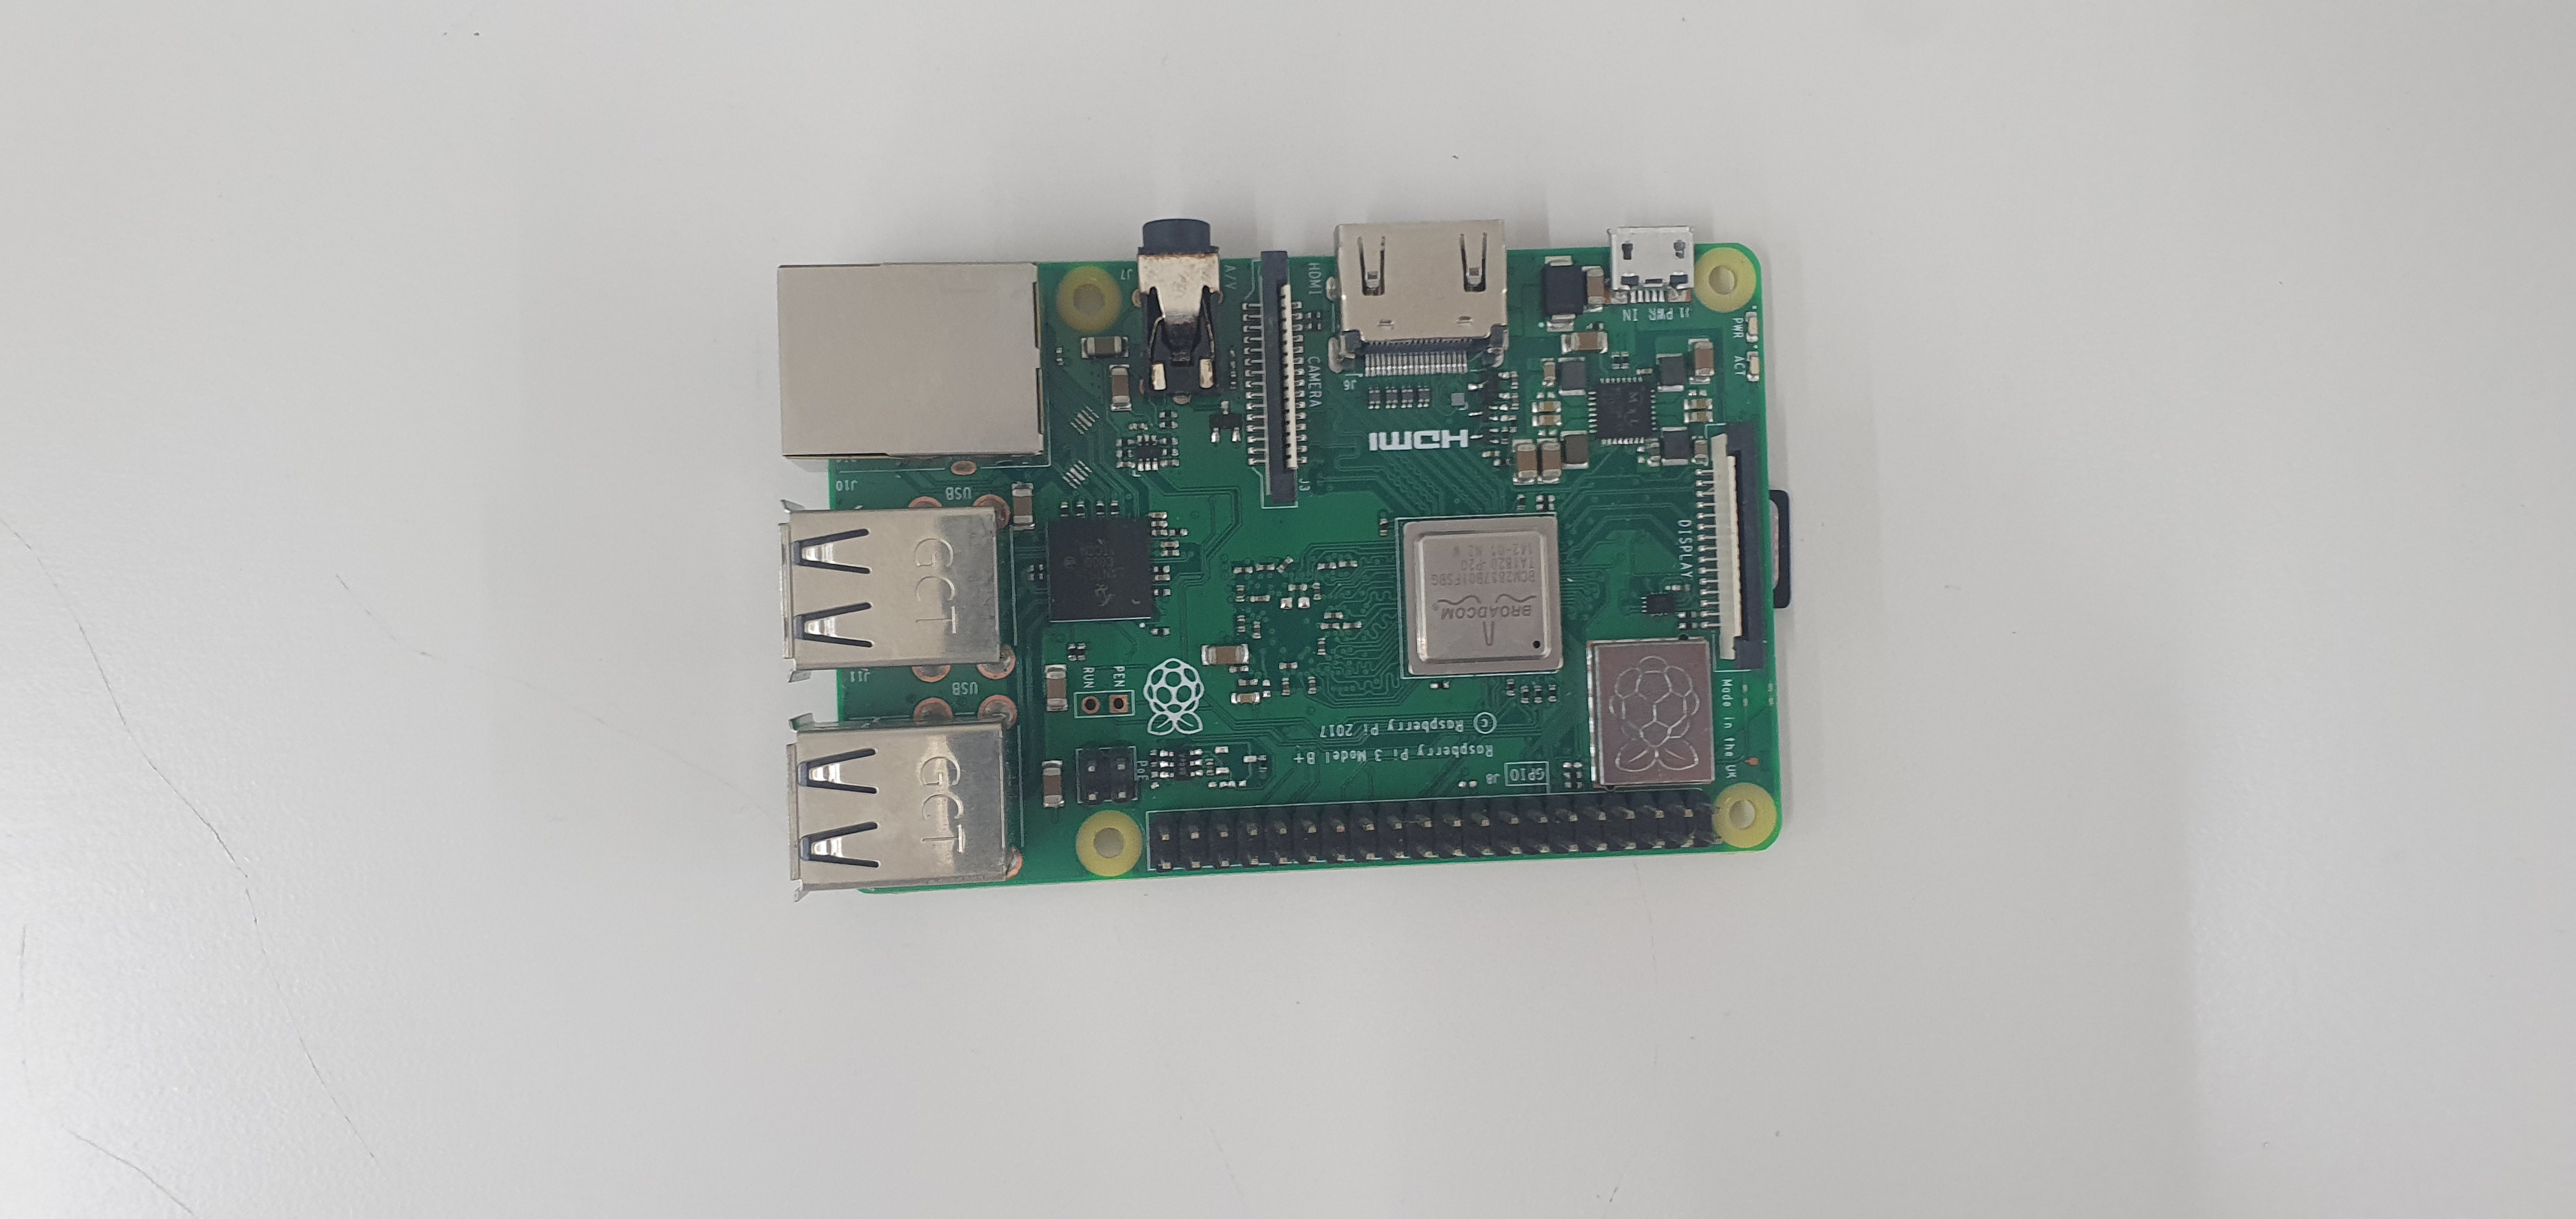 GPIO
J8
Raspberry Pi 3 Model B+
© Raspberry Pi 2017
Made in the UK
PoE
PEN
RUN
GCT
USB
J11
GCT
USB
J10
BROADCOM
DISPLAY
HDMI
J3
CAMERA
J6
HDMI
A/V
J7
ACT
PWR
J1 PWR IN